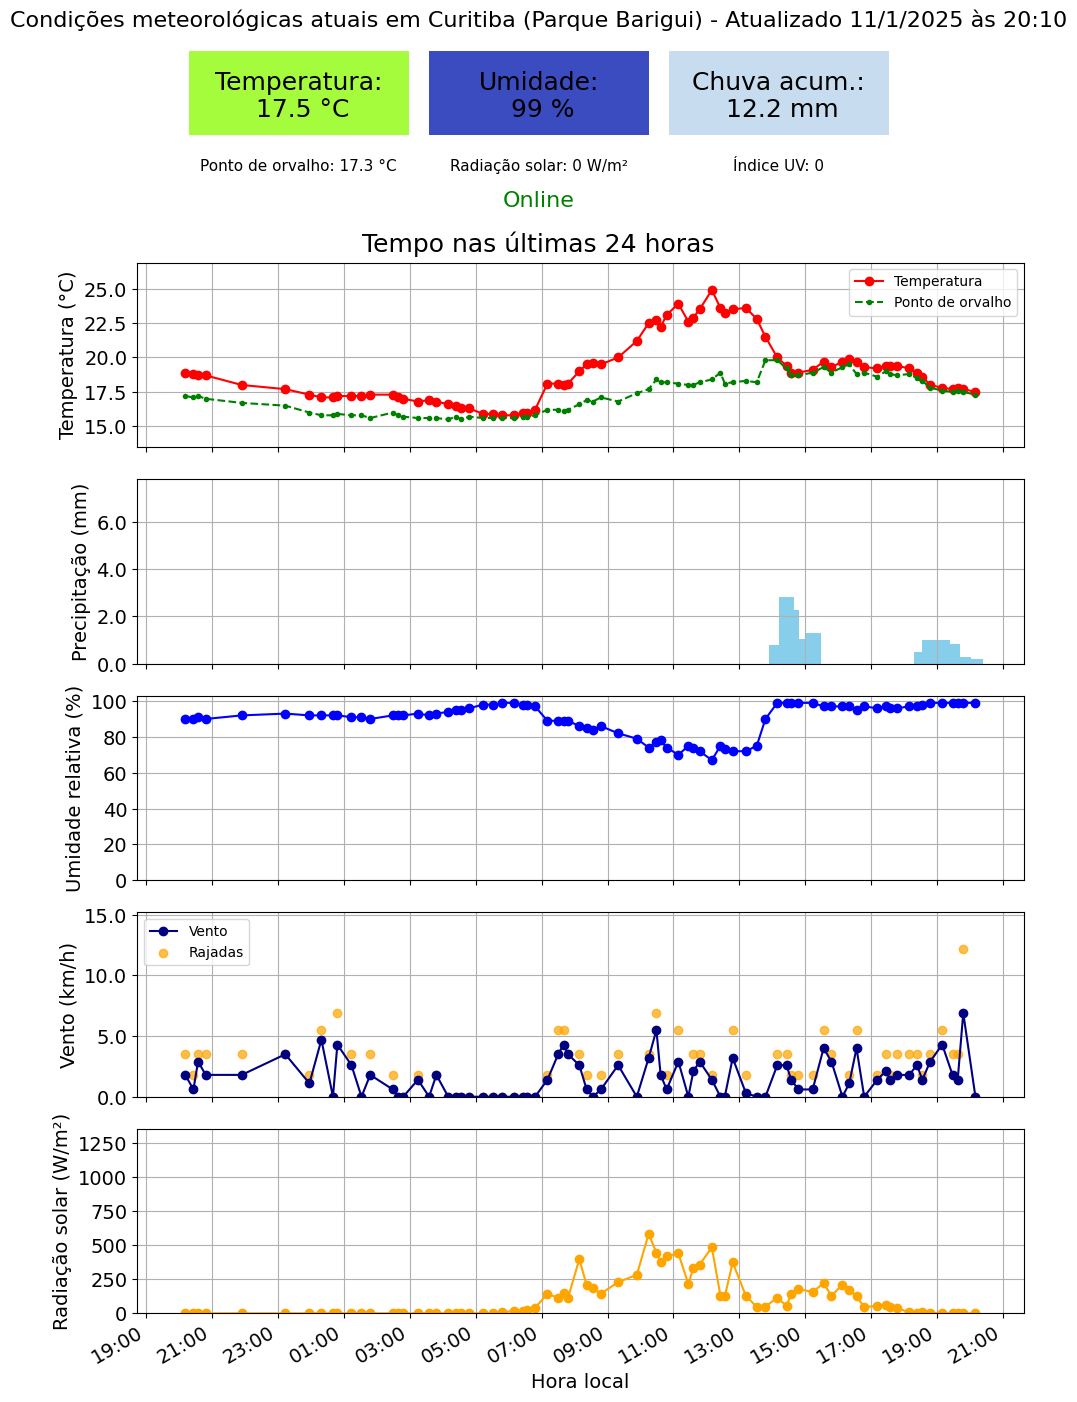 Condições meteorológicas atuais em Curitiba (Parque Barigui) - Atualizado 11/1/2025 às 20:10
Temperatura:
17.5 °C
Umidade:
99 %
Chuva acum.:
12.2 mm
Ponto de orvalho: 17.3 °C
Radiação solar: 0 W/m²
Índice UV: 0
Online
Tempo nas últimas 24 horas
Temperatura (°C)
25.0
22.5
20.0
17.5
15.0
Temperatura
Ponto de orvalho
Precipitação (mm)
6.0
4.0
2.0
0.0
Umidade relativa (%)
100
80
60
40
20
0
Vento (km/h)
15.0
10.0
5.0
0.0
Vento
Rajadas
Radiação solar (W/m²)
1250
1000
750
500
250
0
19:00
21:00
23:00
01:00
03:00
05:00
07:00
09:00
11:00
13:00
15:00
17:00
19:00
21:00
Hora local